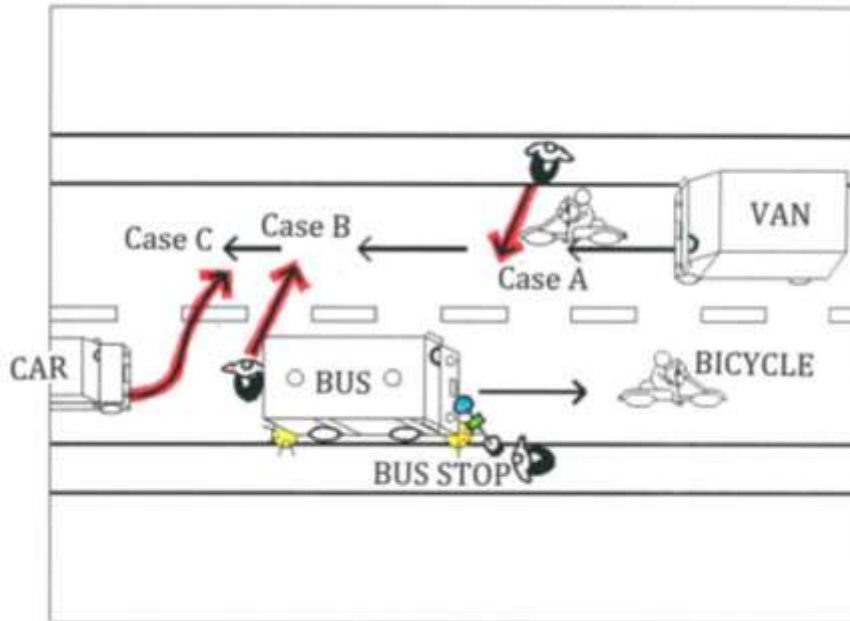 VAN
Case B
Case C
Case A
CAR
BUS
BICYCLE
BUS STOP